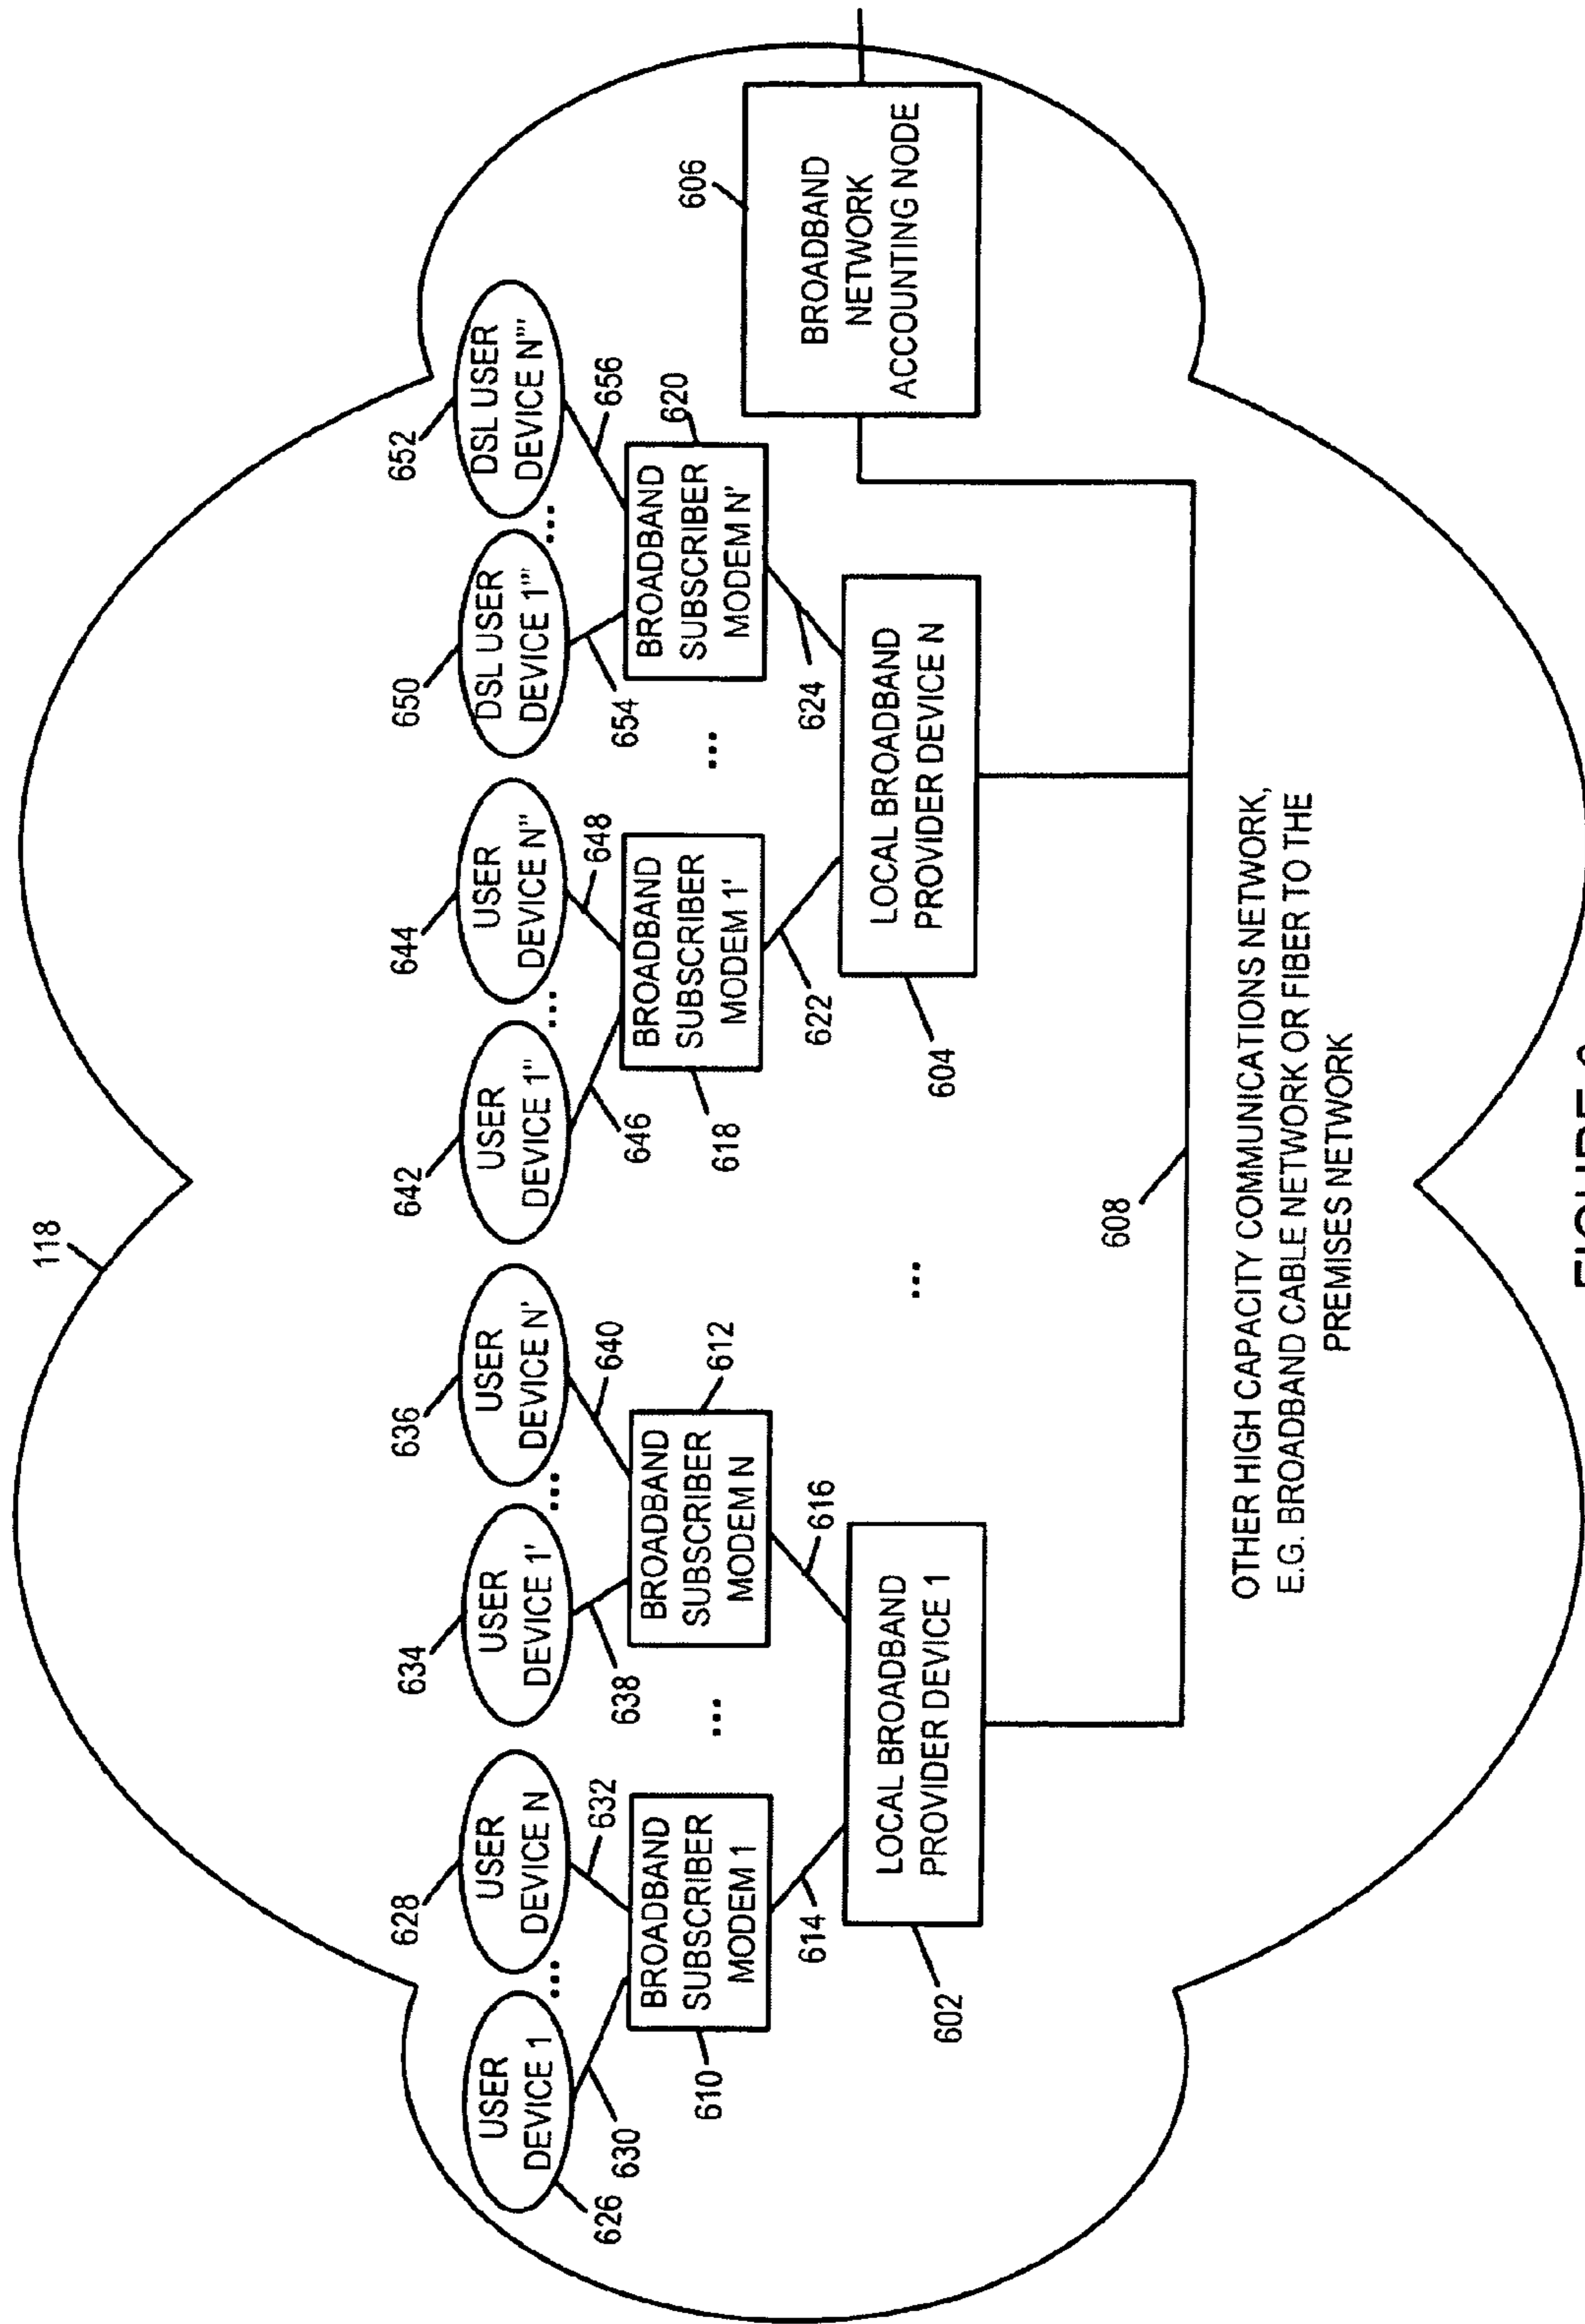 118
626
USER
DEVICE 1
...
628
USER
DEVICE N
634
USER
DEVICE 1'
...
636
USER
DEVICE N'
642
USER
DEVICE 1"
...
644
USER
DEVICE N"
650
DSL USER
DEVICE 1"'
...
652
DSL USER
DEVICE N"'
630
632
638
640
646
648
654
656
610
BROADBAND
SUBSCRIBER
MODEM 1
...
612
BROADBAND
SUBSCRIBER
MODEM N
618
BROADBAND
SUBSCRIBER
MODEM 1'
...
620
BROADBAND
SUBSCRIBER
MODEM N'
606
BROADBAND
NETWORK
ACCOUNTING NODE
614
616
622
624
602
LOCAL BROADBAND
PROVIDER DEVICE 1
...
604
LOCAL BROADBAND
PROVIDER DEVICE N
608
OTHER HIGH CAPACITY COMMUNICATIONS NETWORK,
E.G. BROADBAND CABLE NETWORK OR FIBER TO THE
PREMISES NETWORK
FIGURE